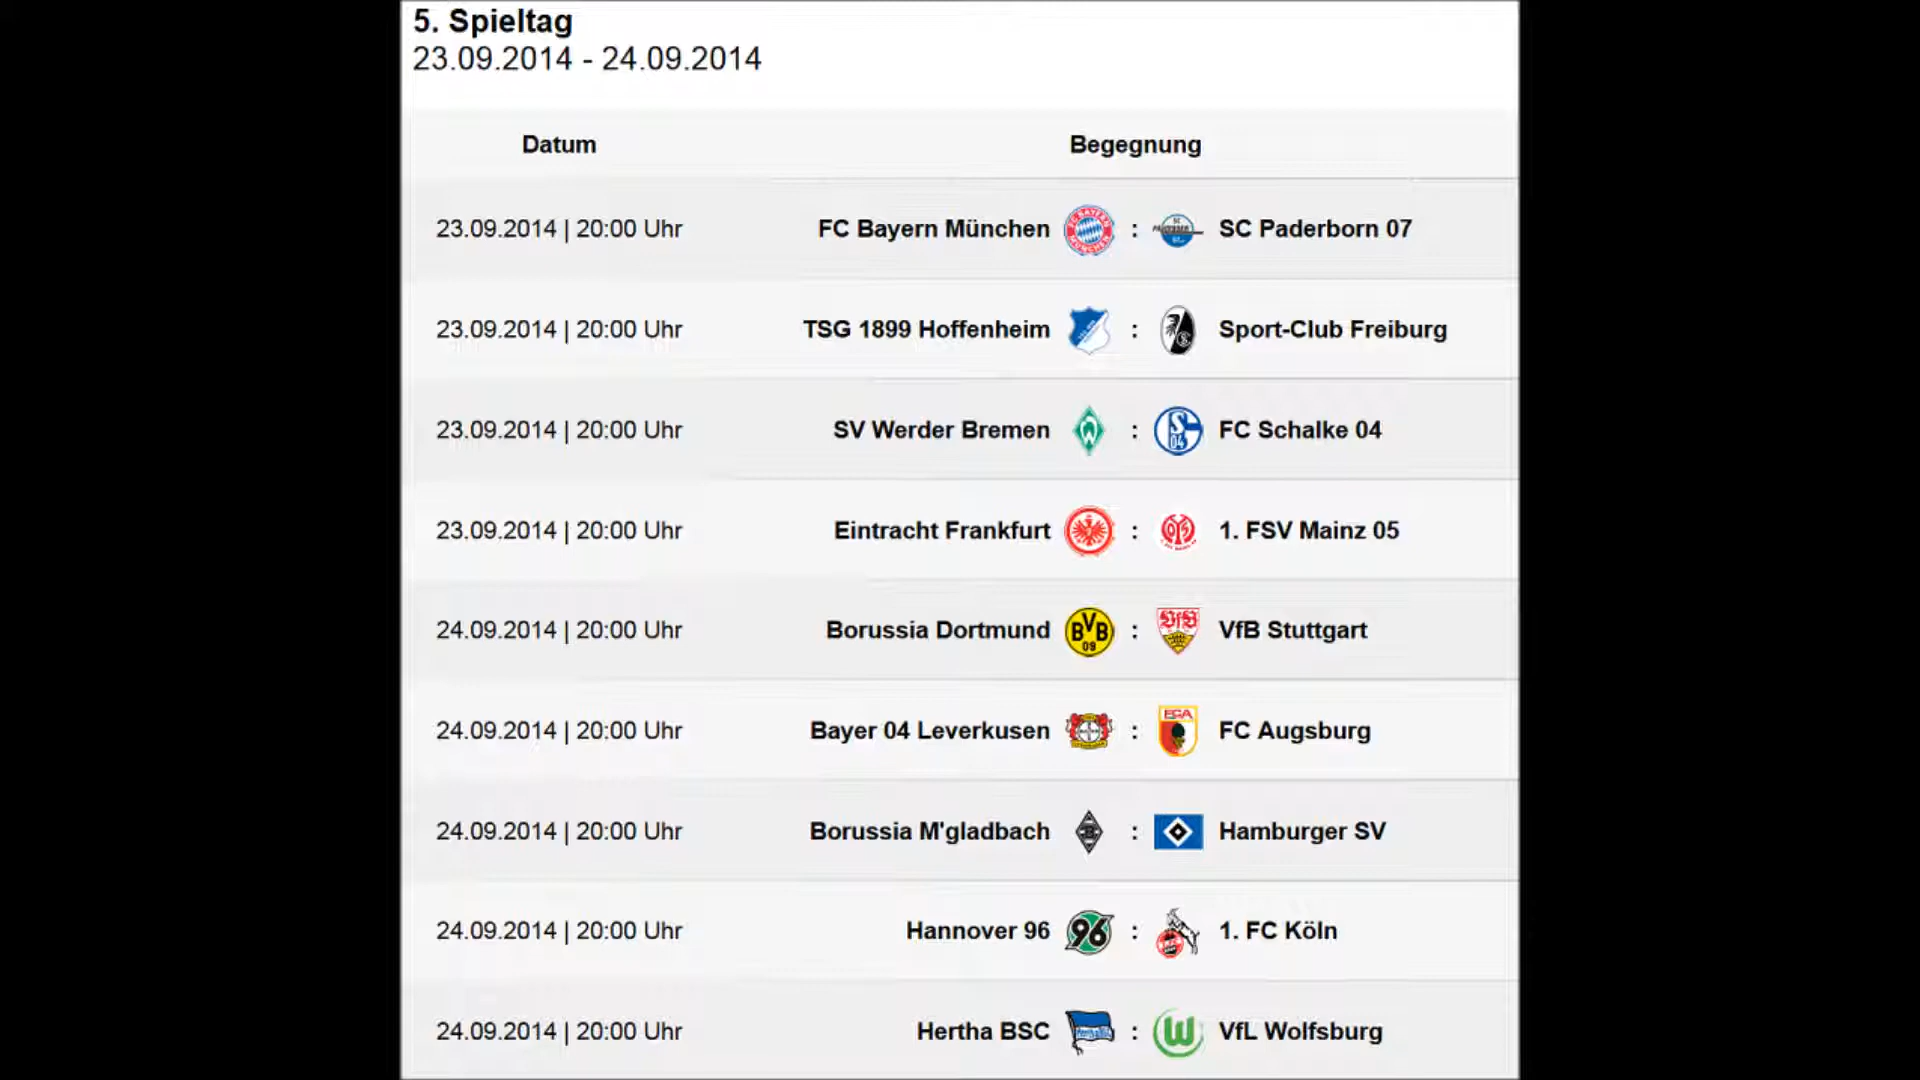 5. Spieltag
23.09.2014 - 24.09.2014
Datum Begegnung
23.09.2014 | 20:00 Uhr FC Bayern München : SC Paderborn 07
23.09.2014 | 20:00 Uhr TSG 1899 Hoffenheim : Sport-Club Freiburg
23.09.2014 | 20:00 Uhr SV Werder Bremen : FC Schalke 04
23.09.2014 | 20:00 Uhr Eintracht Frankfurt : 1. FSV Mainz 05
24.09.2014 | 20:00 Uhr Borussia Dortmund BVB 09 : VfB VfB Stuttgart
24.09.2014 | 20:00 Uhr Bayer 04 Leverkusen : FCA FC Augsburg
24.09.2014 | 20:00 Uhr Borussia M'gladbach : Hamburger SV
24.09.2014 | 20:00 Uhr Hannover 96 96 : 1. FC Köln
24.09.2014 | 20:00 Uhr Hertha BSC : W VfL Wolfsburg